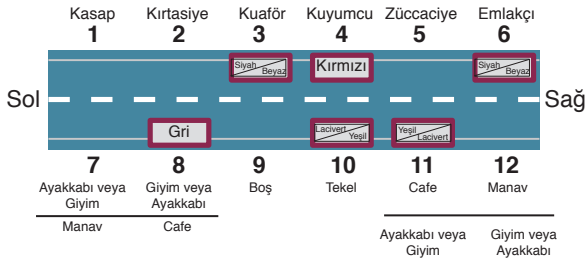 Kasap Kırtasiye Kuaför Kuyumcu Züccaciye Emlakçı
1 2 3 4 5 6
Siyah Beyaz Kırmızı Siyah Beyaz
Sol Sağ
Gri Lacivert Yeşil Yeşil Lacivert
7 8 9 10 11 12
Ayakkabı veya Giyim veya Boş Tekel Cafe Manav
Giyim Ayakkabı
Manav Cafe
Ayakkabı veya Giyim veya
Giyim Ayakkabı